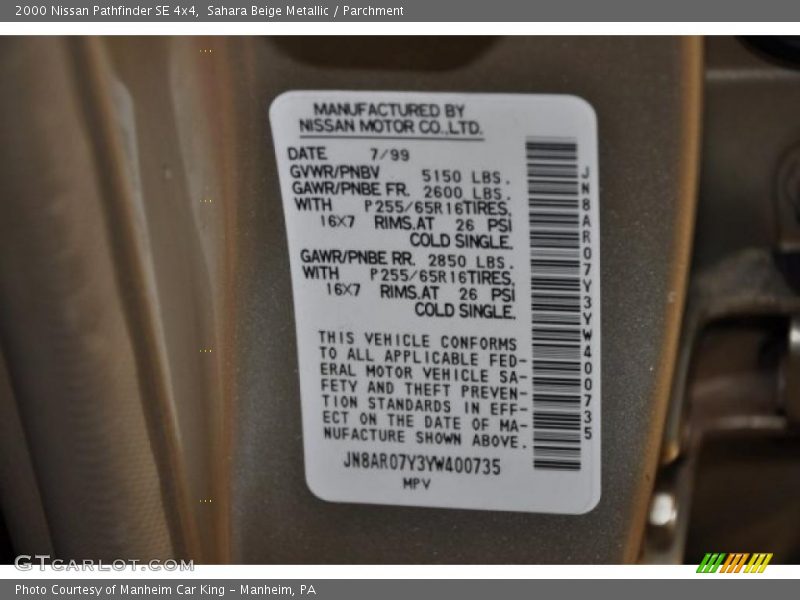 2000 Nissan Pathfinder SE 4x4,  Sahara Beige Metallic / Parchment
MANUFACTURED BY
NISSAN MOTOR CO.,LTD.
DATE 7/99
GVWR/PNBV 5150 LBS.
GAWR/PNBE FR. 2600 LBS.
WITH P255/65R16TIRES,
16X7 RIMS.AT 26 PSI
COLD SINGLE.
GAWR/PNBE RR. 2850 LBS.
WITH P255/65R16TIRES,
16X7 RIMS.AT 26 PSI
COLD SINGLE.
THIS VEHICLE CONFORMS
TO ALL APPLICABLE FED-
ERAL MOTOR VEHICLE SA-
FETY AND THEFT PREVEN-
TION STANDARDS IN EFF-
ECT ON THE DATE OF MA-
NUFACTURE SHOWN ABOVE.
JN8AR07Y3YW400735
MPV
JN8AR07Y3YW400735
GTCARLOT.COM
Photo Courtesy of Manheim Car King - Manheim, PA